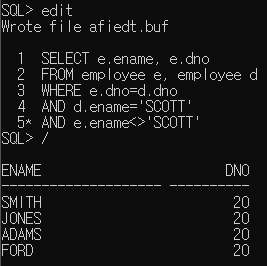 SQL> edit
Wrote file afiedt.buf
1 SELECT e.ename, e.dno
2 FROM employee e, employee d
3 WHERE e.dno=d.dno
4 AND d.ename='SCOTT'
5* AND e.ename<>'SCOTT'
SQL> /
ENAME DNO
-------------------- ----------
SMITH 20
JONES 20
ADAMS 20
FORD 20